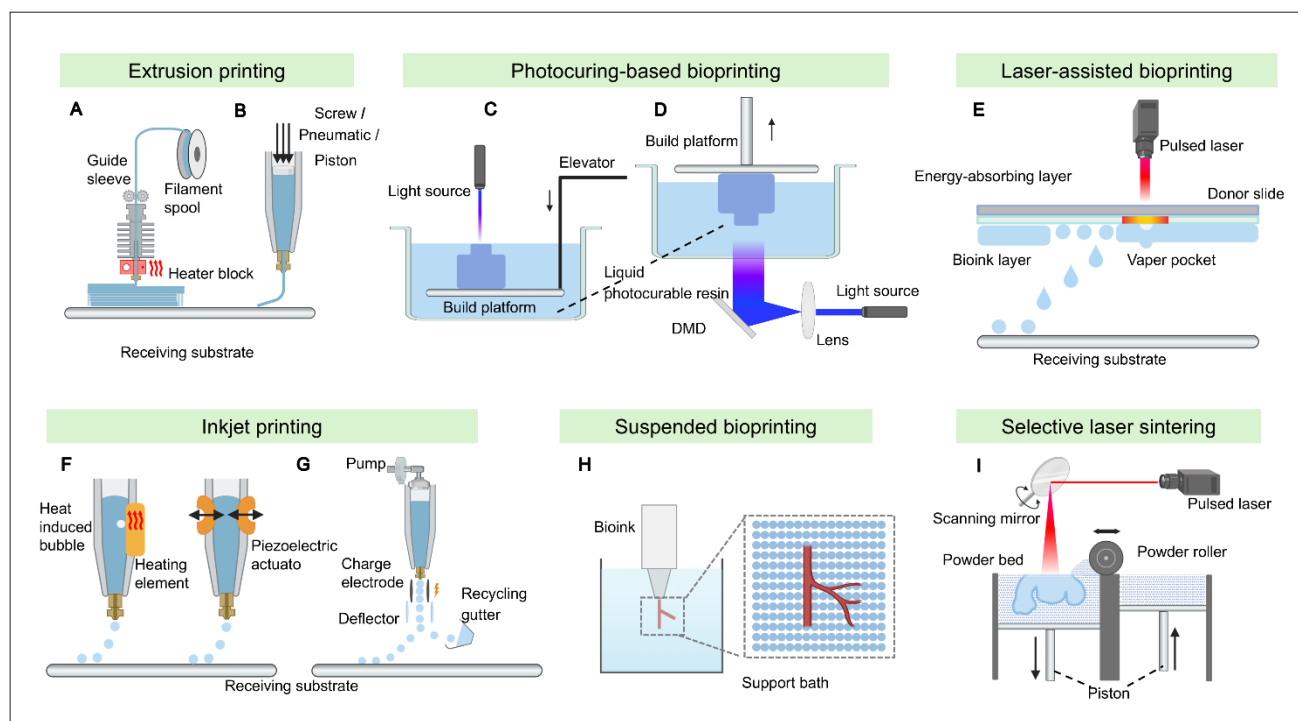 Extrusion printing
A
B
Screw /
Pneumatic /
Piston
Guide
sleeve
Filament
spool
Heater block
Receiving substrate
Photocuring-based bioprinting
C
D
Light source
Build platform
Elevator
Build platform
Liquid
photocurable resin
DMD
Lens
Light source
Laser-assisted bioprinting
E
Pulsed laser
Energy-absorbing layer
Donor slide
Bioink layer
Vaper pocket
Receiving substrate
Inkjet printing
F
G
Heat
induced
bubble
Heating
element
Piezoelectric
actuato
Pump
Charge
electrode
Deflector
Recycling
gutter
Receiving substrate
Suspended bioprinting
H
Bioink
Support bath
Selective laser sintering
I
Scanning mirror
Pulsed laser
Powder bed
Powder roller
Piston